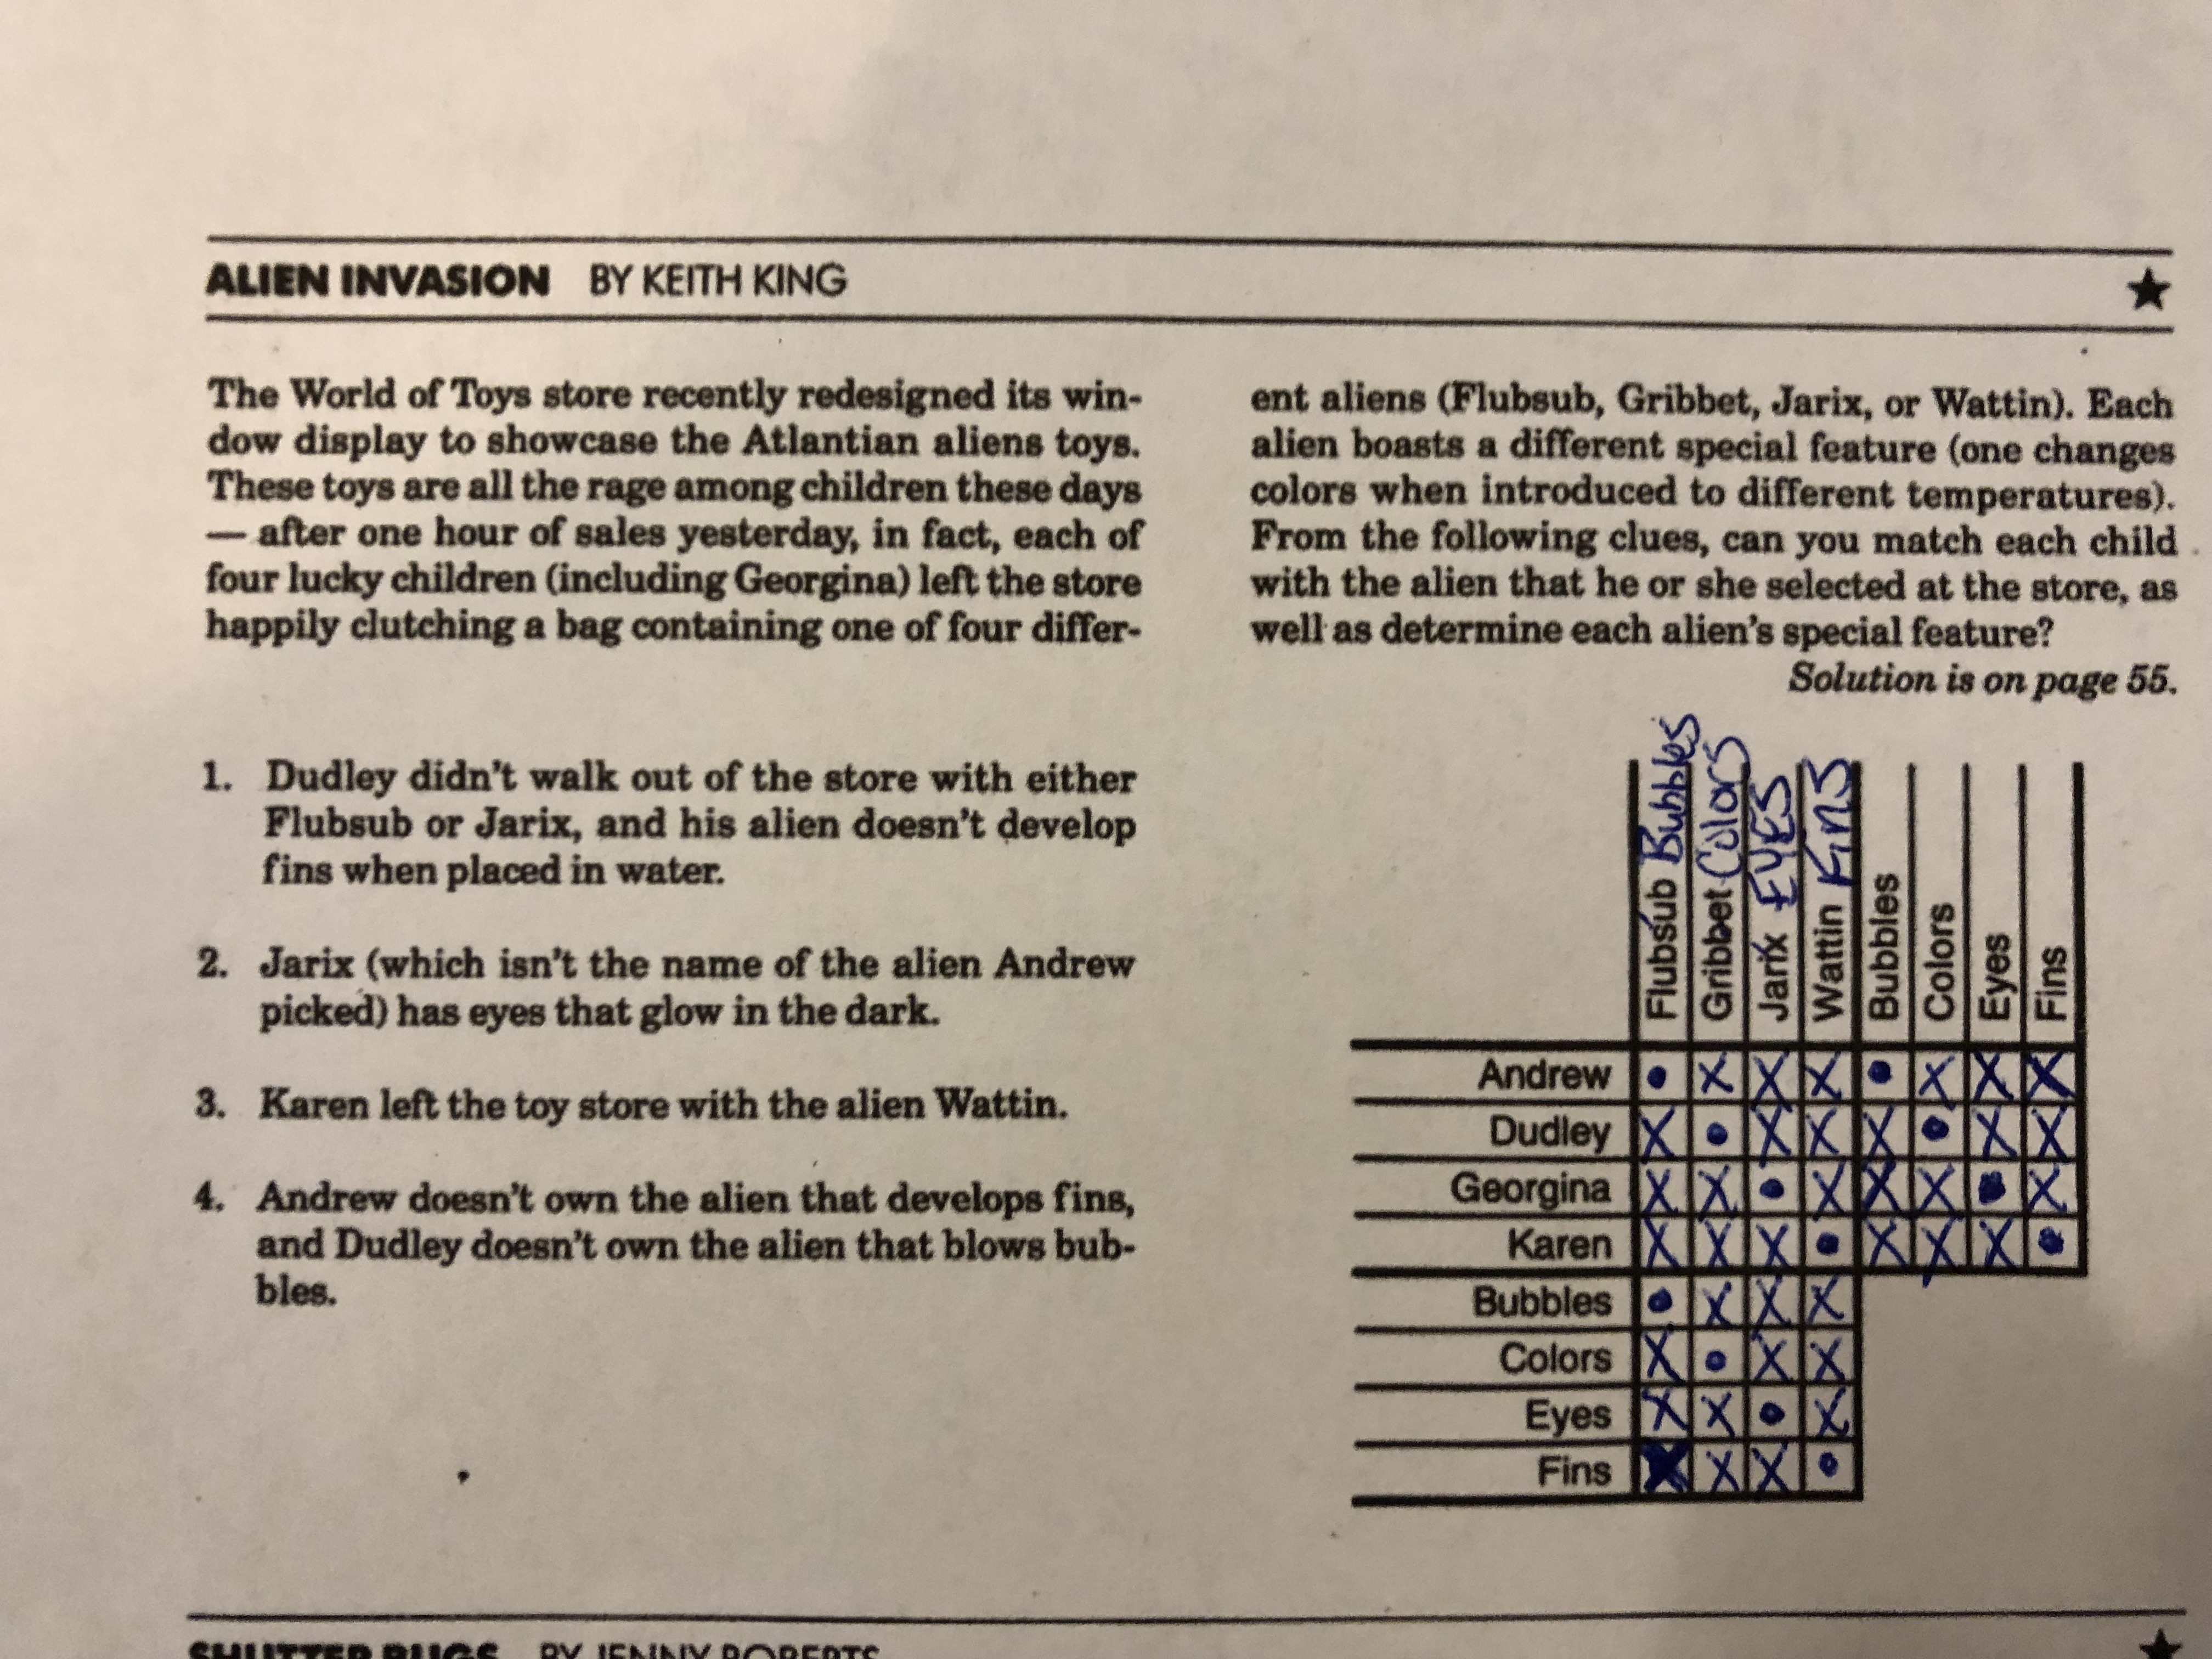 ALIEN INVASION BY KEITH KING ★
The World of Toys store recently redesigned its win-
dow display to showcase the Atlantian aliens toys.
These toys are all the rage among children these days
— after one hour of sales yesterday, in fact, each of
four lucky children (including Georgina) left the store
happily clutching a bag containing one of four differ-
ent aliens (Flubsub, Gribbet, Jarix, or Wattin). Each
alien boasts a different special feature (one changes
colors when introduced to different temperatures).
From the following clues, can you match each child
with the alien that he or she selected at the store, as
well as determine each alien's special feature?
Solution is on page 55.
1. Dudley didn't walk out of the store with either
Flubsub or Jarix, and his alien doesn't develop
fins when placed in water.
2. Jarix (which isn't the name of the alien Andrew
picked) has eyes that glow in the dark.
3. Karen left the toy store with the alien Wattin.
4. Andrew doesn't own the alien that develops fins,
and Dudley doesn't own the alien that blows bub-
bles.
Flubsub Bubbles
Gribbet Colors
Jarix EYES
Wattin Fins
Bubbles
Colors
Eyes
Fins
Andrew • X X X • X X X
Dudley X • X X X • X X
Georgina X X • X X X • X
Karen X X X • X X X •
Bubbles • X X X
Colors X • X X
Eyes X X • X
Fins X X X •
SHUTTER BUGS BY JENNY ROBERTS ★